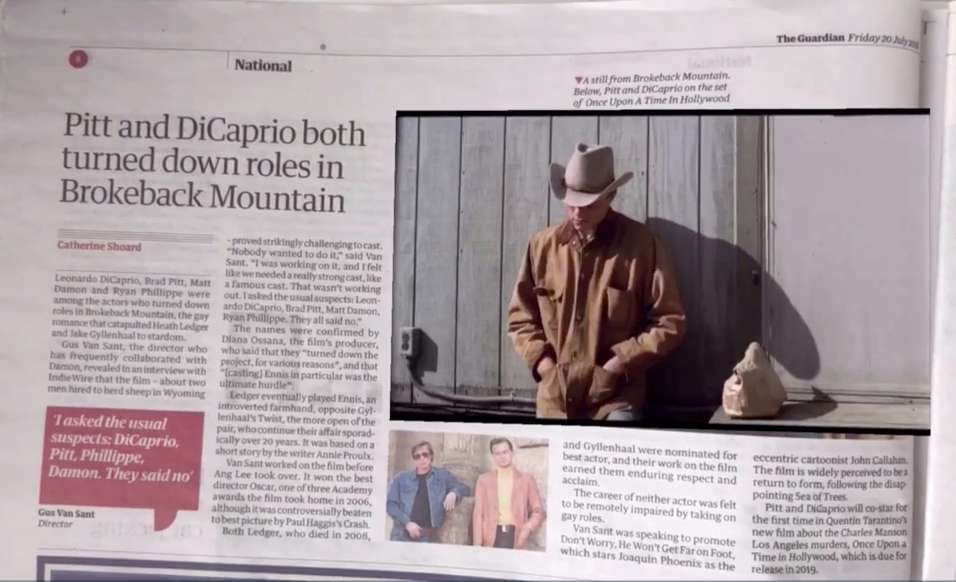 The Guardian Friday 20 July
National
▼A still from Brokeback Mountain.
Below, Pitt and DiCaprio on the set
of Once Upon A Time In Hollywood
Pitt and DiCaprio both
turned down roles in
Brokeback Mountain
Catherine Shoard
Leonardo DiCaprio, Brad Pitt, Matt
Damon and Ryan Phillippe were
among the actors who turned down
roles in Brokeback Mountain, the gay
romance that catapulted Heath Ledger
and Jake Gyllenhaal to stardom.
Gus Van Sant, the director who
has frequently collaborated with
Damon, revealed in an interview with
IndieWire that the film – about two
men hired to herd sheep in Wyoming
'I asked the usual
suspects: DiCaprio,
Pitt, Phillippe,
Damon. They said no'
Gus Van Sant
Director
- proved strikingly challenging to cast.
"Nobody wanted to do it," said Van
Sant. "I was working on it, and I felt
like we needed a really strong cast, like
a famous cast. That wasn't working
out. I asked the usual suspects: Leon-
ardo DiCaprio, Brad Pitt, Matt Damon,
Ryan Phillippe. They all said no."
The names were confirmed by
Diana Ossana, the film's producer,
who said that they "turned down the
project, for various reasons", and that
"[casting] Ennis in particular was the
ultimate hurdle".
Ledger eventually played Ennis, an
introverted farmhand, opposite Gyl-
lenhaal's Twist, the more open of the
pair, who continue their affair sporad-
ically over 20 years. It was based on a
short story by the writer Annie Proulx.
Van Sant worked on the film before
Ang Lee took over. It won the best
director Oscar, one of three Academy
awards the film took home in 2006,
although it was controversially beaten
to best picture by Paul Haggis's Crash.
Both Ledger, who died in 2008,
and Gyllenhaal were nominated for
best actor, and their work on the film
earned them enduring respect and
acclaim.
The career of neither actor was felt
to be remotely impaired by taking on
gay roles.
Van Sant was speaking to promote
Don't Worry, He Won't Get Far on Foot,
which stars Joaquin Phoenix as the
eccentric cartoonist John Callahan.
The film is widely perceived to be a
return to form, following the disap-
pointing Sea of Trees.
Pitt and DiCaprio will co-star for
the first time in Quentin Tarantino's
new film about the Charles Manson
Los Angeles murders, Once Upon a
Time in Hollywood, which is due for
release in 2019.